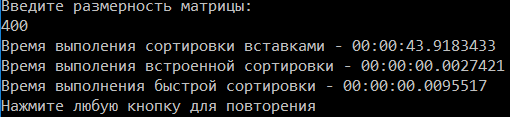 Введите размерность матрицы:
400
Время выполения сортировки вставками - 00:00:43.9183433
Время выполения встроенной сортировки - 00:00:00.0027421
Время выполнения быстрой сортировки - 00:00:00.0095517
Нажмите любую кнопку для повторения